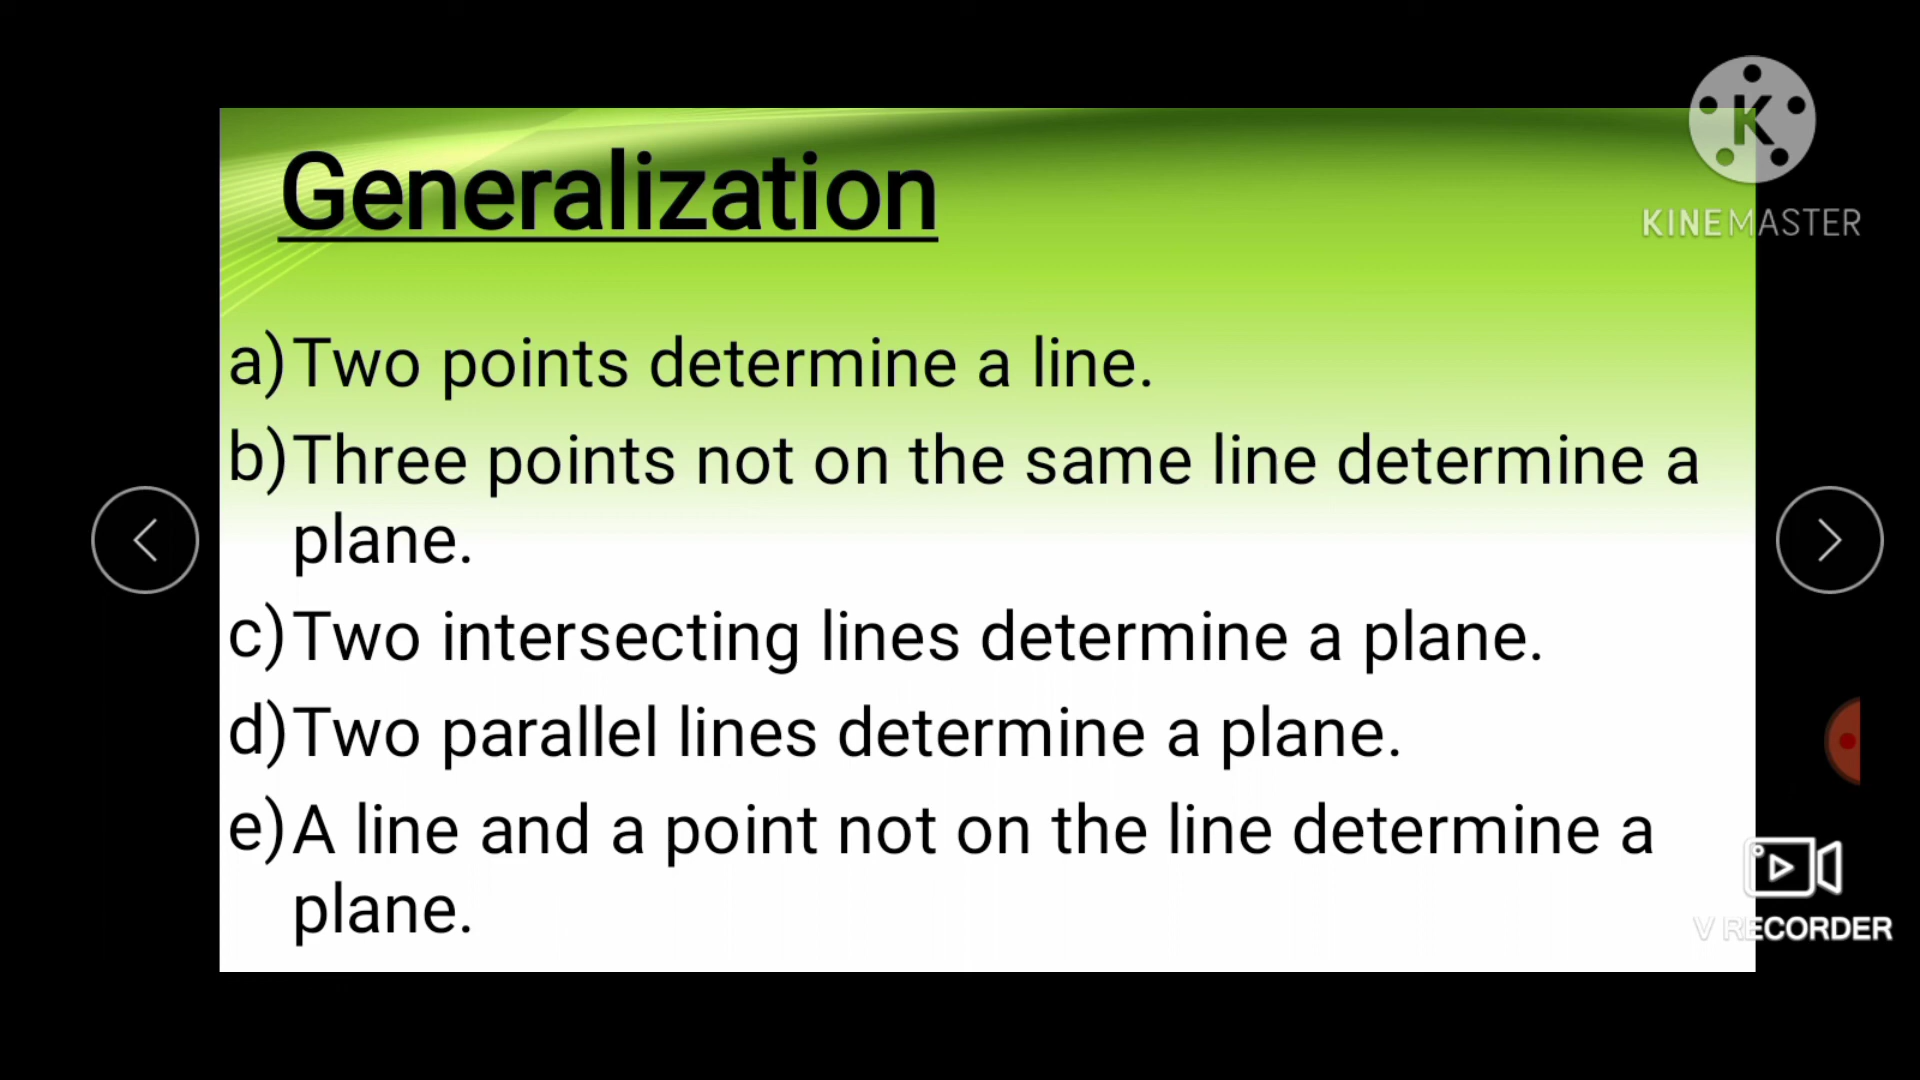 K
KINEMASTER
Generalization
a) Two points determine a line.
b) Three points not on the same line determine a
plane.
c) Two intersecting lines determine a plane.
d) Two parallel lines determine a plane.
e) A line and a point not on the line determine a
plane.
V RECORDER